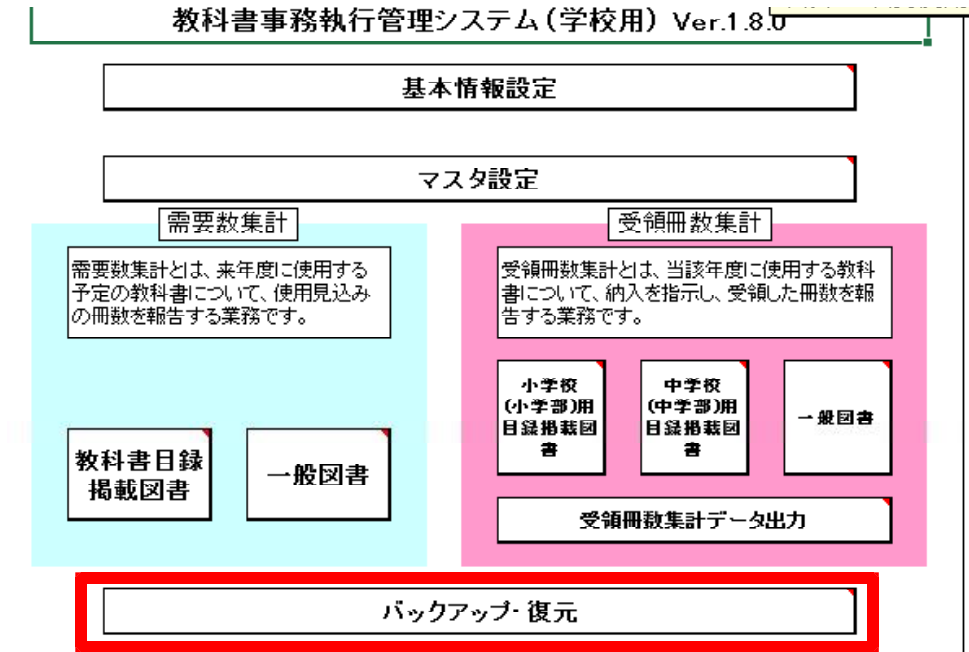 教科書事務執行管理システム(学校用) Ver.1.8.0
基本情報設定
マスタ設定
需要数集計
需要数集計とは、来年度に使用する
予定の教科書について、使用見込み
の冊数を報告する業務です。
教科書目録
掲載図書
一般図書
受領冊数集計
受領冊数集計とは、当該年度に使用する教科
書について、納入を指示し、受領した冊数を報
告する業務です。
小学校
(小学部)用
目録掲載図
書
中学校
(中学部)用
目録掲載図
書
一般図書
受領冊数集計データ出力
バックアップ・復元